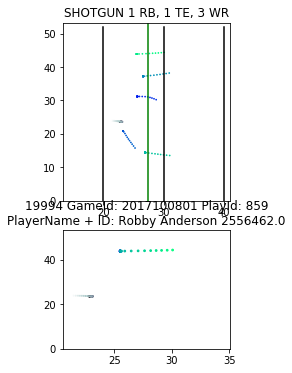 SHOTGUN 1 RB, 1 TE, 3 WR
50
40
30
20
10
0
20 30 40
19994 GameId: 2017100801 PlayId: 859
PlayerName + ID: Robby Anderson 2556462.0
40
20
0
25 30 35